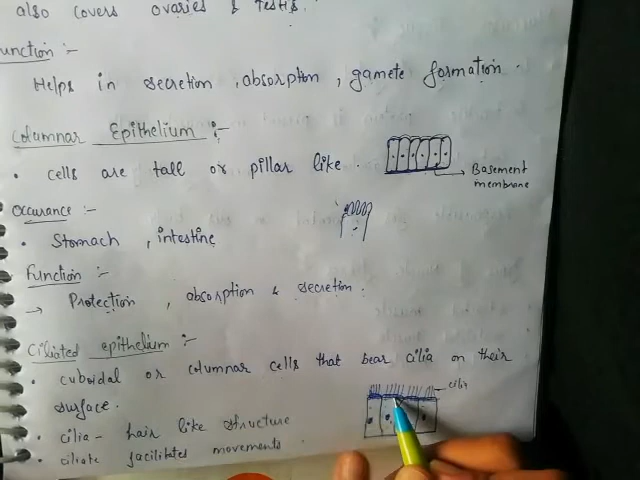 also covers ovaries & testis.
unction :-
Helps in secretion, absorption, gamete formation.
Columnar Epithelium :-
• cells are tall or pillar like.
Basement
membrane
Occurance :-
• Stomach, intestine
Function :-
→ Protection, absorption & secretion.
Ciliated epithelium :-
• cuboidal or columnar cells that bear cilia on their
surface.
cilia
• cilia - hair like structure
• ciliate facilitates movements.